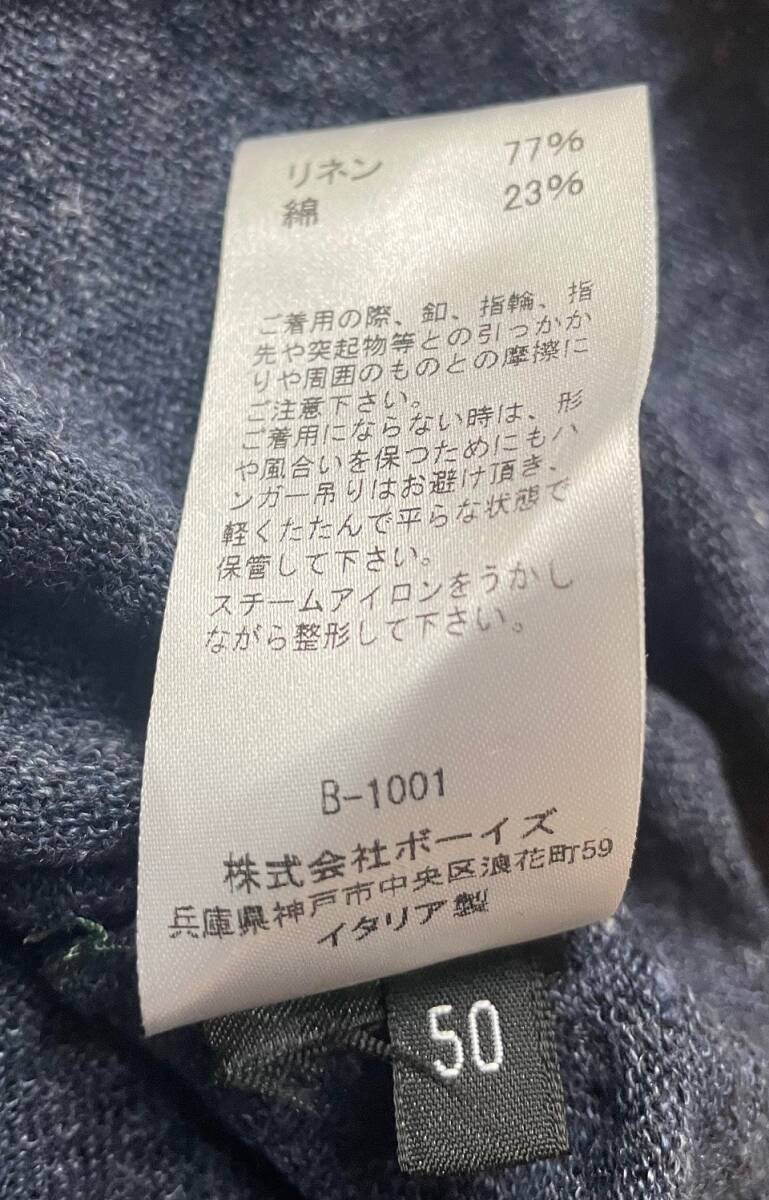 リネン 77%
綿 23%
ご着用の際、釦、指輪、指
先や突起物等との引っかか
りや周囲のものとの摩擦に
ご注意下さい。
ご着用にならない時は、形
や風合いを保つためにもハ
ンガー吊りはお避け頂き、
軽くたたんで平らな状態で
保管して下さい。
スチームアイロンをうかし
ながら整形して下さい。
B-1001
株式会社ボーイズ
兵庫県神戸市中央区浪花町59
イタリア製
50